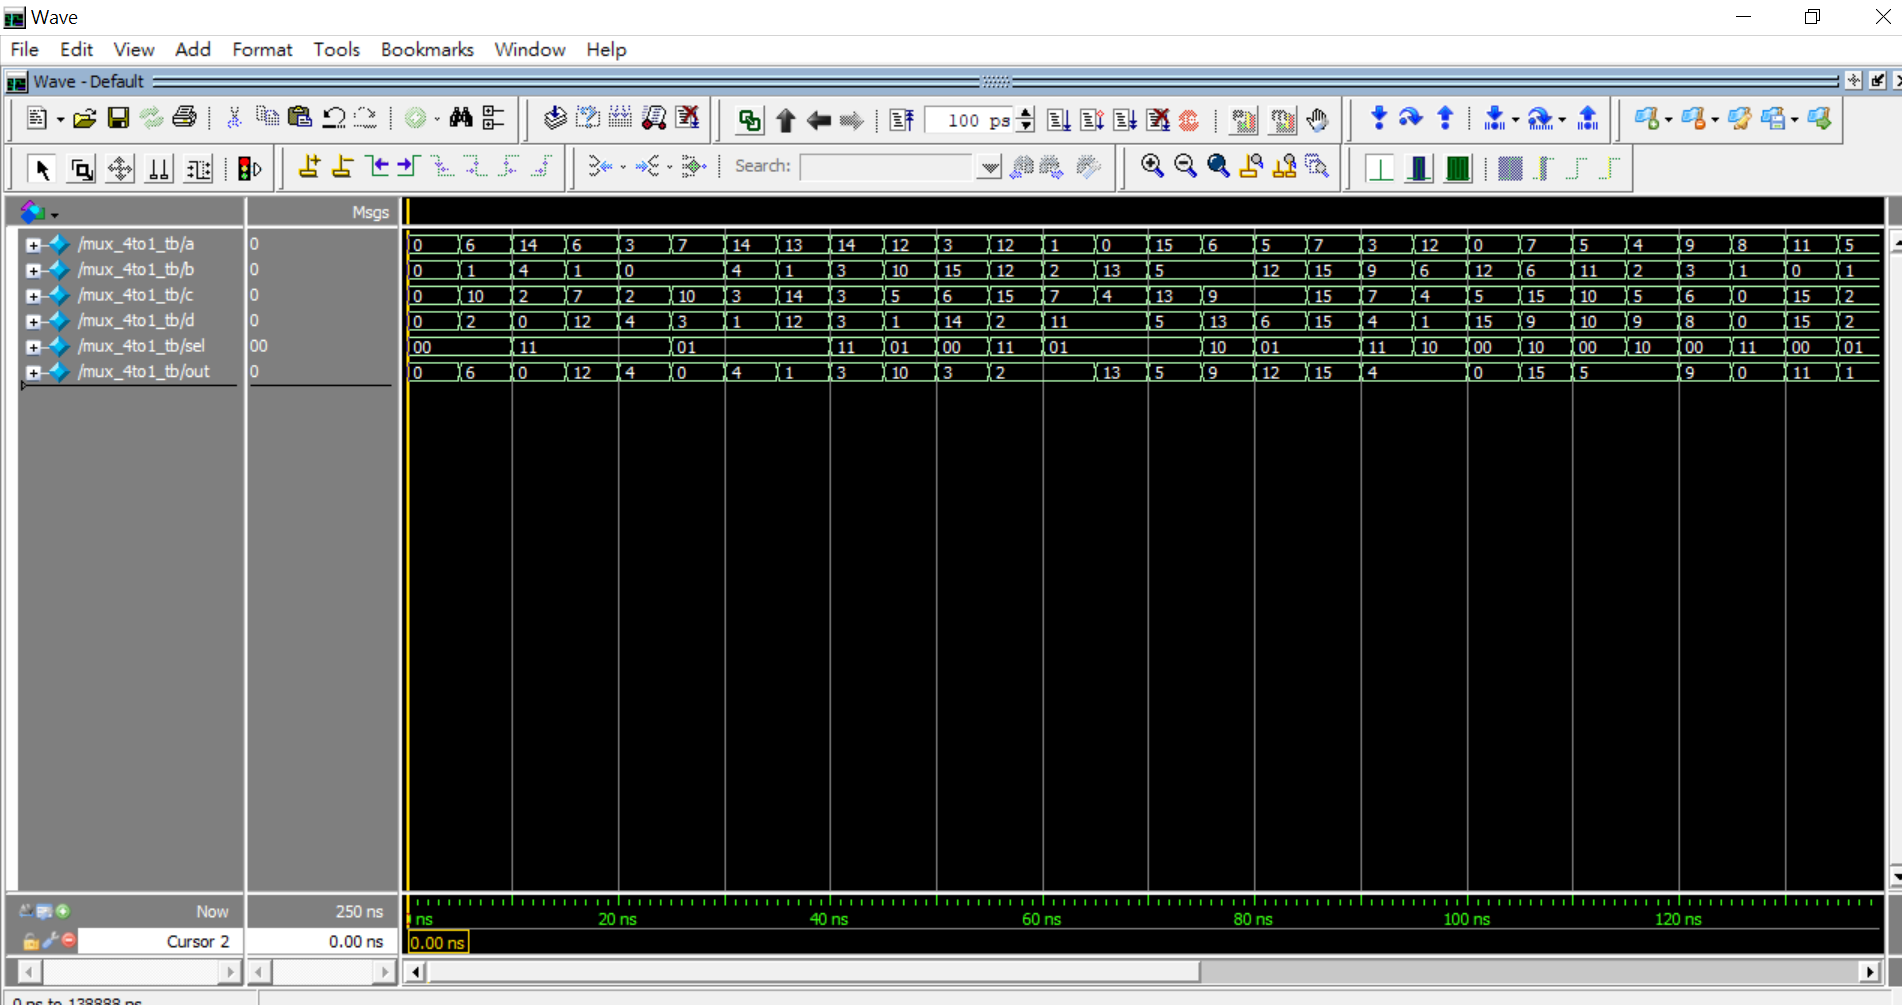 Wave
File Edit View Add Format Tools Bookmarks Window Help
Wave - Default
100 ps
Search:
Msgs
/mux_4to1_tb/a 0 0 6 14 6 3 7 14 13 14 12 3 12 1 0 15 6 5 7 3 12 0 7 5 4 9 8 11 5
/mux_4to1_tb/b 0 0 1 4 1 0 4 1 3 10 15 12 2 13 5 12 15 9 6 12 6 11 2 3 1 0 1
/mux_4to1_tb/c 0 0 10 2 7 2 10 3 14 3 5 6 15 7 4 13 9 15 7 4 5 15 10 5 6 0 15 2
/mux_4to1_tb/d 0 0 2 0 12 4 3 1 12 3 1 14 2 11 5 13 6 15 4 1 15 9 10 9 8 0 15 2
/mux_4to1_tb/sel 00 00 11 01 11 01 00 11 01 10 01 11 10 00 10 00 10 00 11 00 01
/mux_4to1_tb/out 0 0 6 0 12 4 0 4 1 3 10 3 2 13 5 9 12 15 4 0 15 5 9 0 11 1
Now 250 ns ns 20 ns 40 ns 60 ns 80 ns 100 ns 120 ns
Cursor 2 0.00 ns 0.00 ns
0 ns to 138888 ps